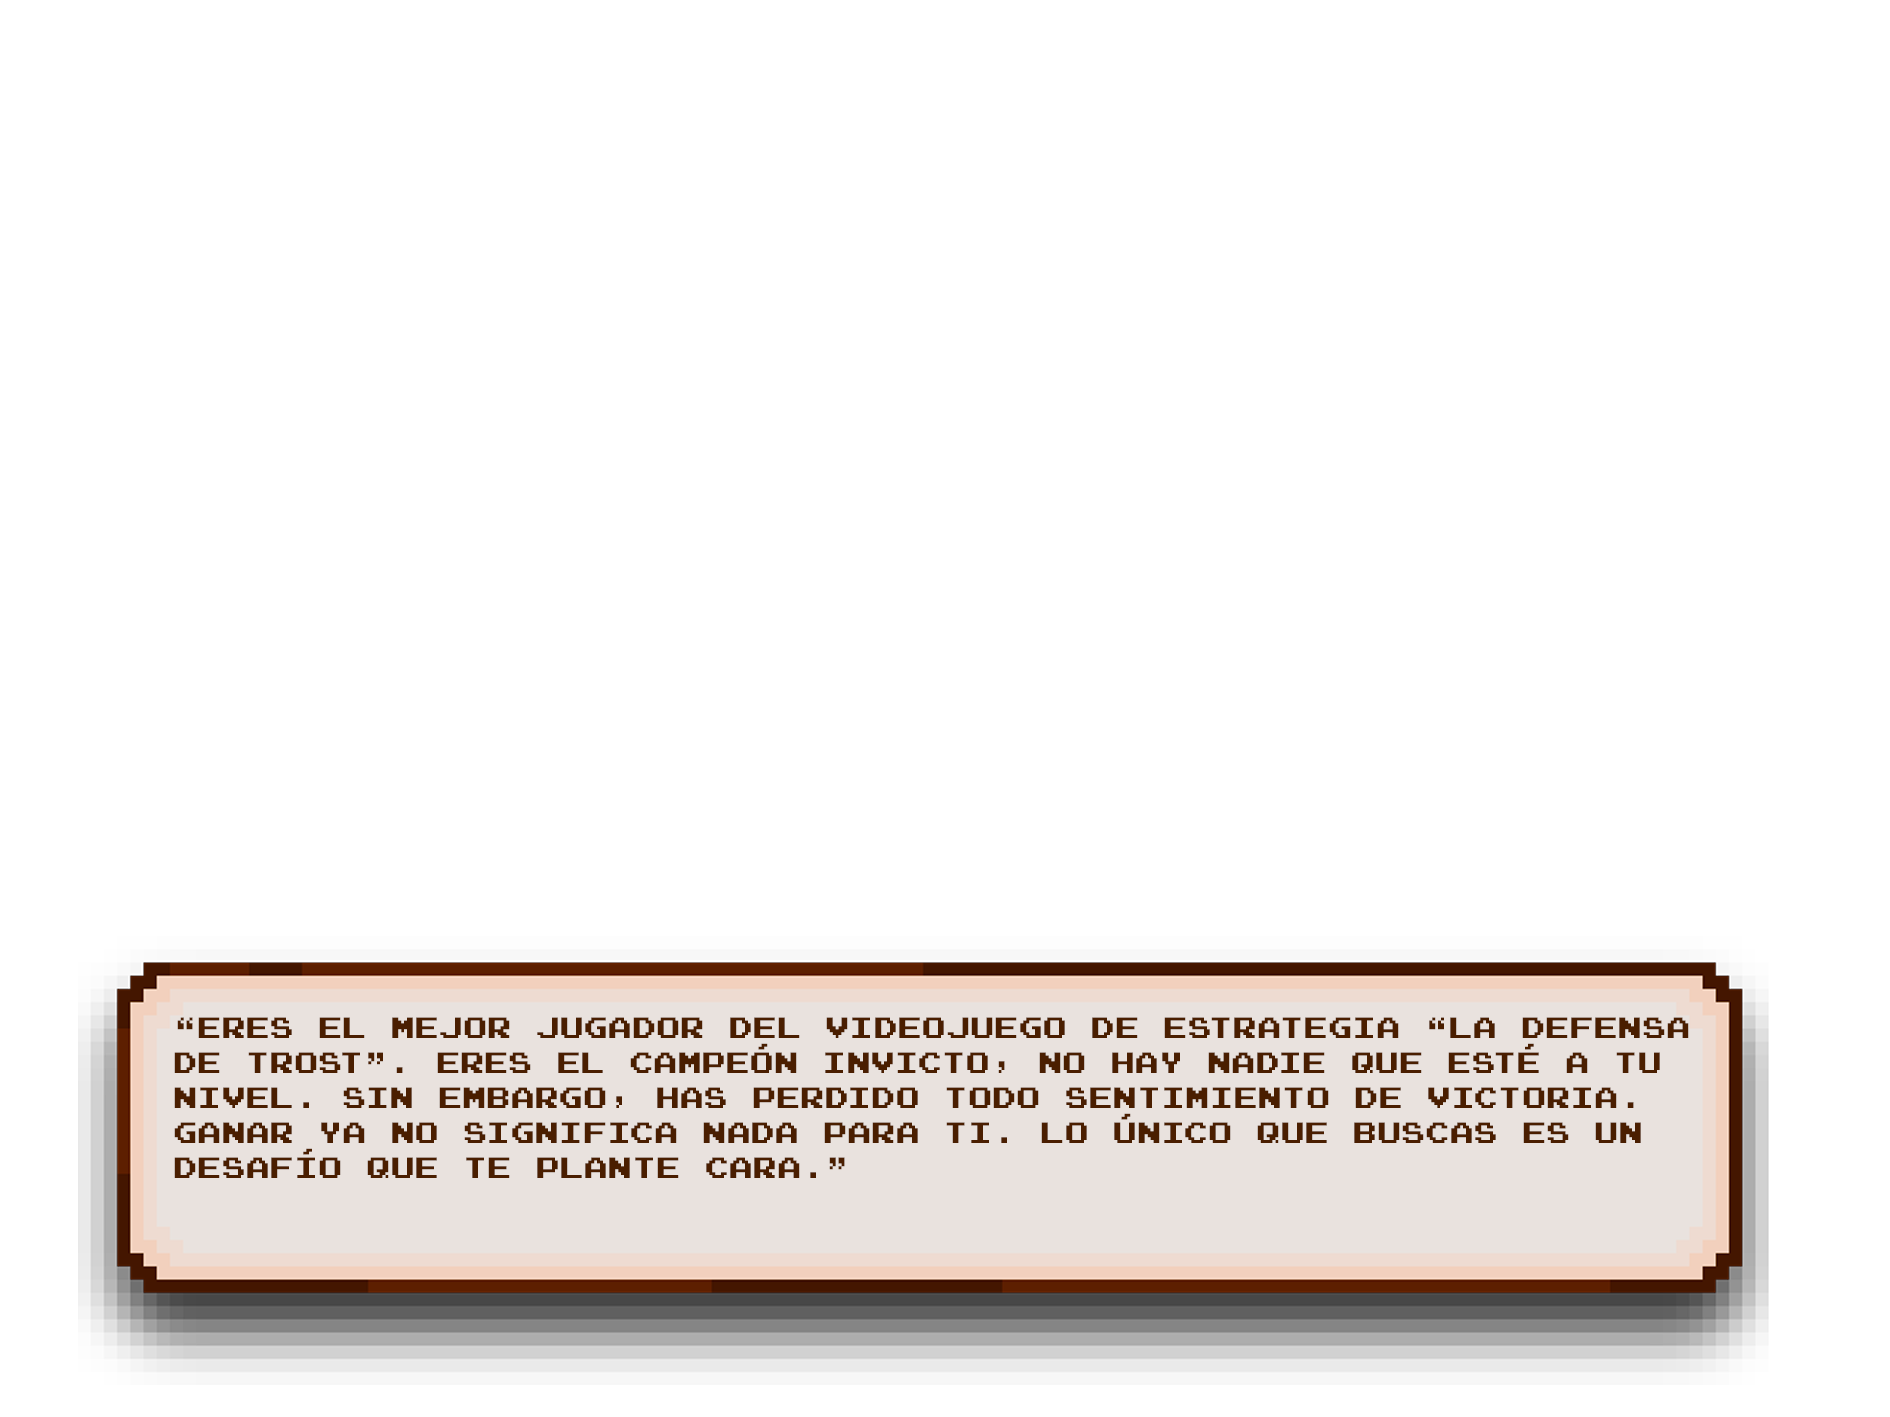 “ERES EL MEJOR JUGADOR DEL VIDEOJUEGO DE ESTRATEGIA “LA DEFENSA
DE TROST”. ERES EL CAMPEÓN INVICTO, NO HAY NADIE QUE ESTÉ A TU
NIVEL. SIN EMBARGO, HAS PERDIDO TODO SENTIMIENTO DE VICTORIA.
GANAR YA NO SIGNIFICA NADA PARA TI. LO ÚNICO QUE BUSCAS ES UN
DESAFÍO QUE TE PLANTE CARA.”